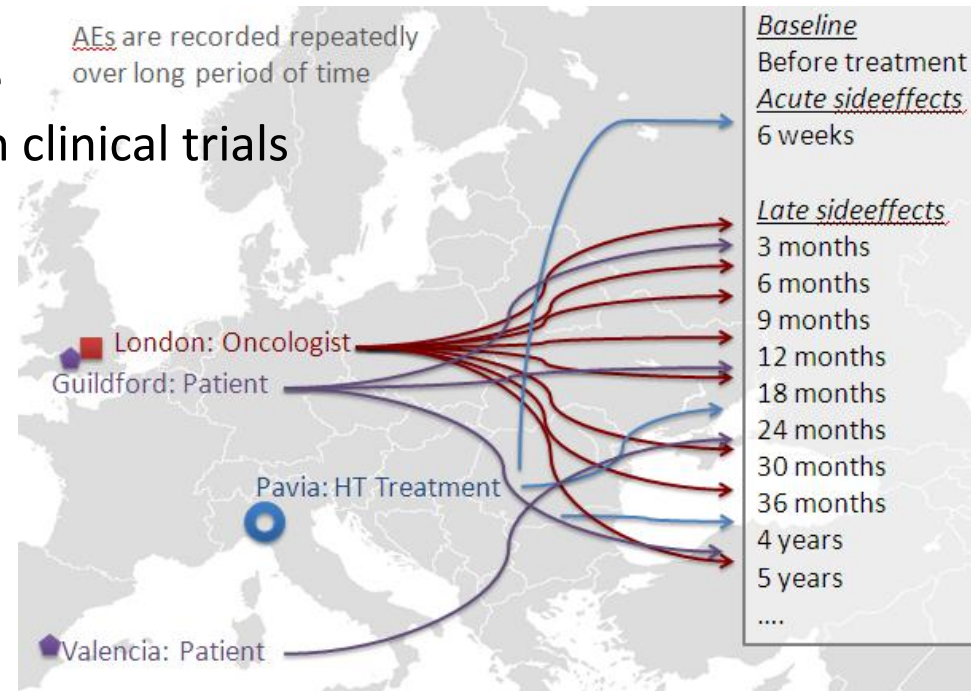 AEs are recorded repeatedly
over long period of time
clinical trials
London: Oncologist
Guildford: Patient
Pavia: HT Treatment
Valencia: Patient
Baseline
Before treatment
Acute sideeffects
6 weeks
Late sideeffects
3 months
6 months
9 months
12 months
18 months
24 months
30 months
36 months
4 years
5 years
....